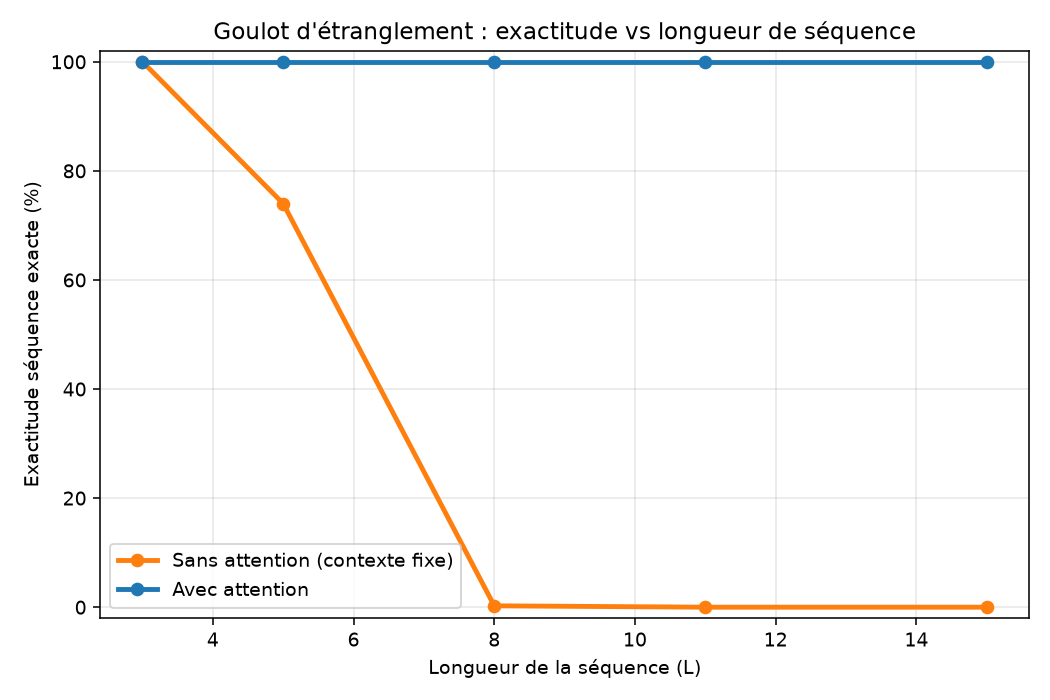 Goulot d'étranglement : exactitude vs longueur de séquence
Exactitude séquence exacte (%)
100
80
60
40
20
0
Sans attention (contexte fixe)
Avec attention
4
6
8
10
12
14
Longueur de la séquence (L)